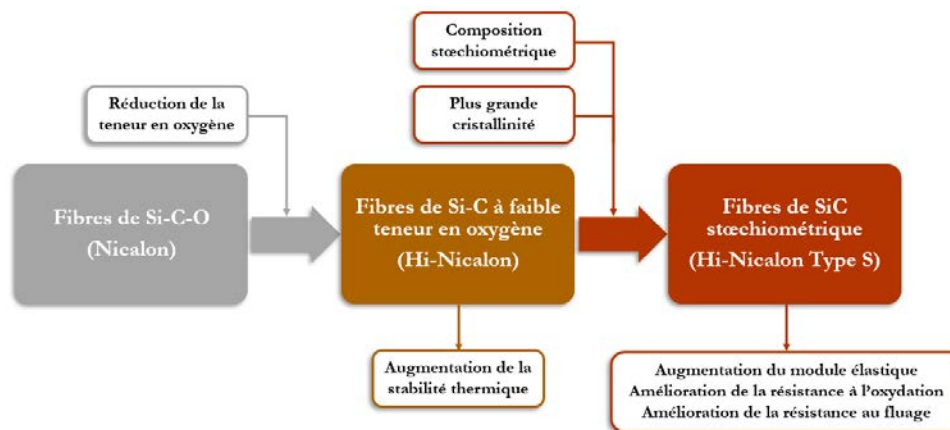 Composition
stœchiométrique
Réduction de la
teneur en oxygène
Plus grande
cristallinité
Fibres de Si-C-O
(Nicalon)
Fibres de Si-C à faible
teneur en oxygène
(Hi-Nicalon)
Fibres de SiC
stœchiométrique
(Hi-Nicalon Type S)
Augmentation de la
stabilité thermique
Augmentation du module élastique
Amélioration de la résistance à l'oxydation
Amélioration de la résistance au fluage